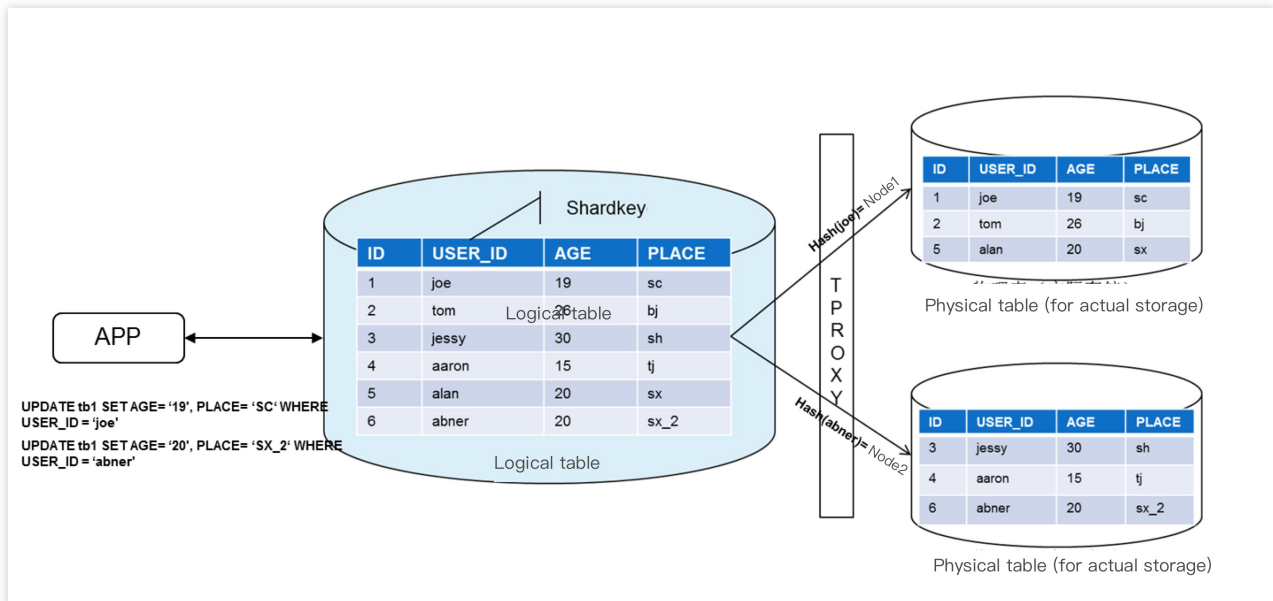 APP
UPDATE tb1 SET AGE= ‘19’, PLACE= ‘SC‘ WHERE
USER_ID = ‘joe’
UPDATE tb1 SET AGE= ‘20’, PLACE= ‘SX_2‘ WHERE
USER_ID = ‘abner’
Shardkey
ID USER_ID AGE PLACE
1 joe 19 sc
2 tom 26 bj
Logical table
3 jessy 30 sh
4 aaron 15 tj
5 alan 20 sx
6 abner 20 sx_2
Logical table
TPROXY
Hash(joe)= Node1
Hash(abner)= Node2
ID USER_ID AGE PLACE
1 joe 19 sc
2 tom 26 bj
5 alan 20 sx
Physical table (for actual storage)
ID USER_ID AGE PLACE
3 jessy 30 sh
4 aaron 15 tj
6 abner 20 sx_2
Physical table (for actual storage)